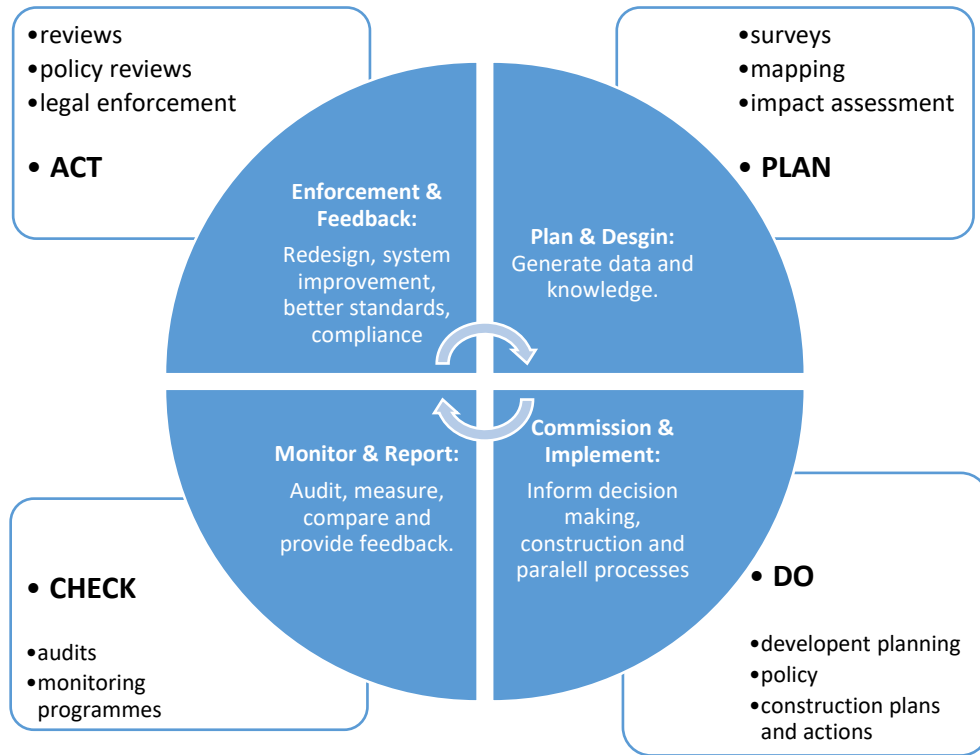 •reviews
•policy reviews
•legal enforcement
• ACT
•surveys
•mapping
•impact assessment
• PLAN
Enforcement &
Feedback:
Redesign, system
improvement,
better standards,
compliance
Plan & Desgin:
Generate data and
knowledge.
Monitor & Report:
Audit, measure,
compare and
provide feedback.
Commission &
Implement:
Inform decision
making,
construction and
paralell processes
• CHECK
•audits
•monitoring
programmes
• DO
•developent planning
•policy
•construction plans
and actions